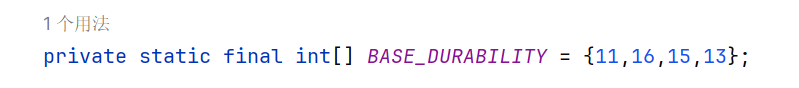 1 个用法
private static final int[] BASE_DURABILITY = {11,16,15,13};